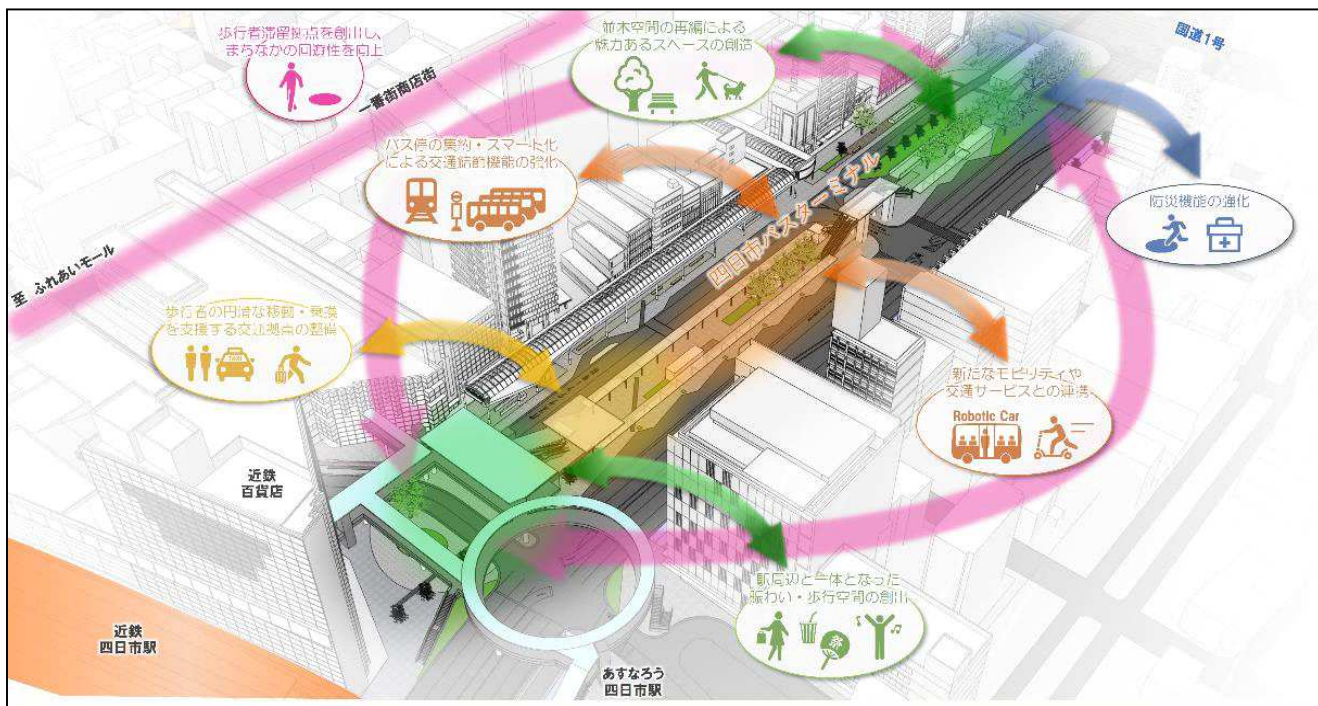 歩行者滞留拠点を創出し、
まちなかの回遊性を向上
並木空間の再編による
魅力あるスペースの創造
国道1号
一番街商店街
バス停の集約・スマート化
による交通結節機能の強化
四日市バスターミナル
防災機能の強化
至 ふれあいモール
歩行者の円滑な移動・乗換
を支援する交通拠点の整備
TAXI
新たなモビリティや
交通サービスとの連携
Robotic Car
近鉄
百貨店
駅周辺と一体となった
賑わい・歩行空間の創出
祭
近鉄
四日市駅
あすなろう
四日市駅